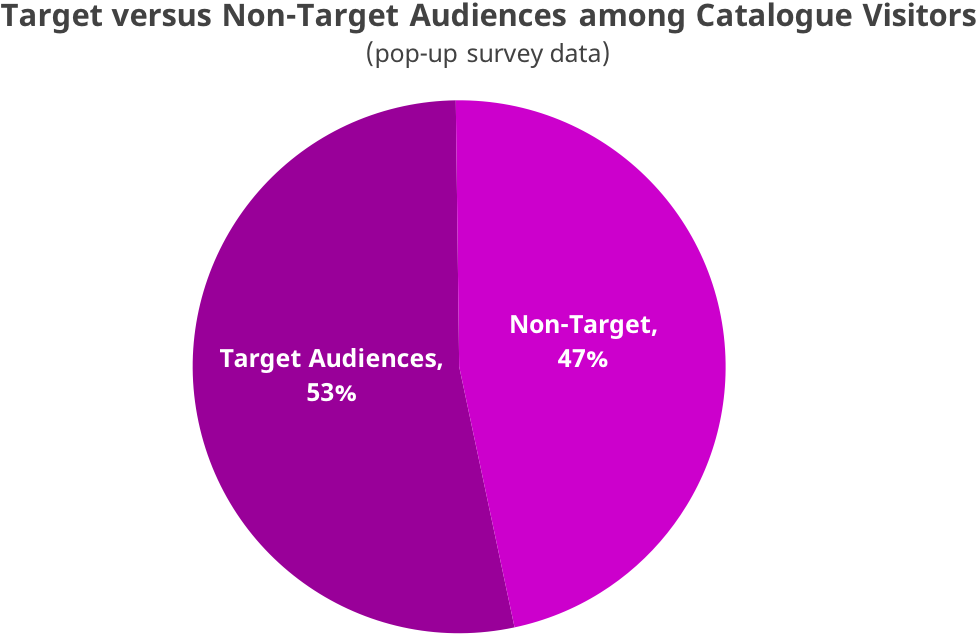 Target versus Non-Target Audiences among Catalogue Visitors
(pop-up survey data)
Non-Target,
47%
Target Audiences,
53%